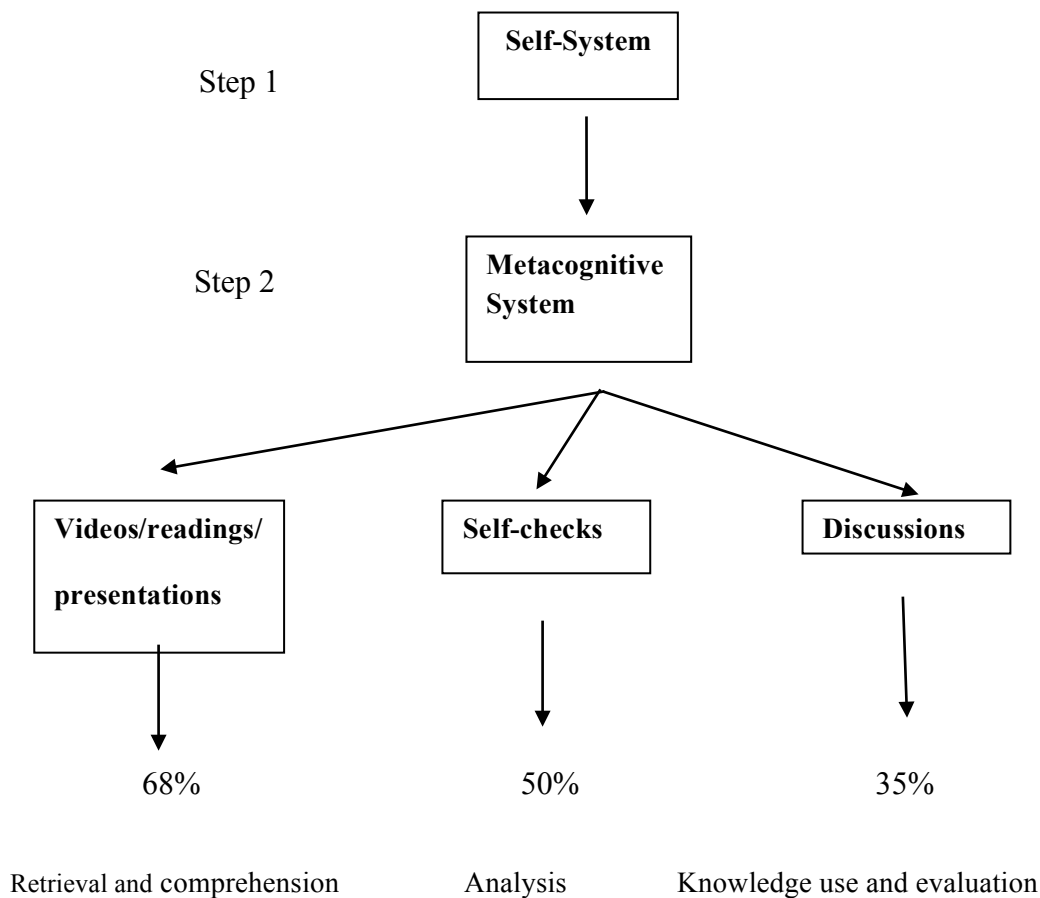 Self-System
Step 1
Metacognitive
System
Step 2
Videos/readings/
presentations
Self-checks
Discussions
68%
50%
35%
Retrieval and comprehension
Analysis
Knowledge use and evaluation